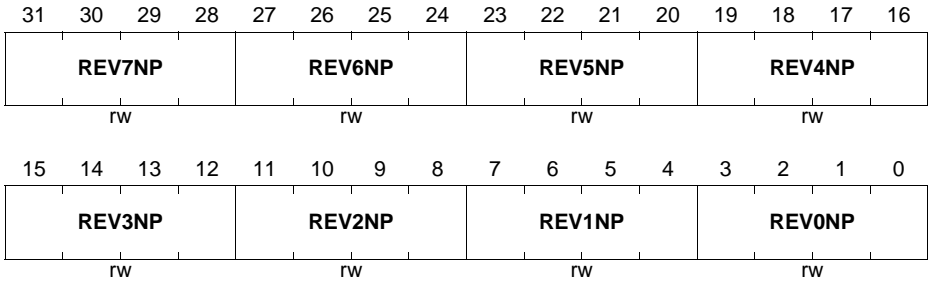 31 30 29 28 27 26 25 24 23 22 21 20 19 18 17 16
REV7NP REV6NP REV5NP REV4NP
rw rw rw rw
15 14 13 12 11 10 9 8 7 6 5 4 3 2 1 0
REV3NP REV2NP REV1NP REV0NP
rw rw rw rw